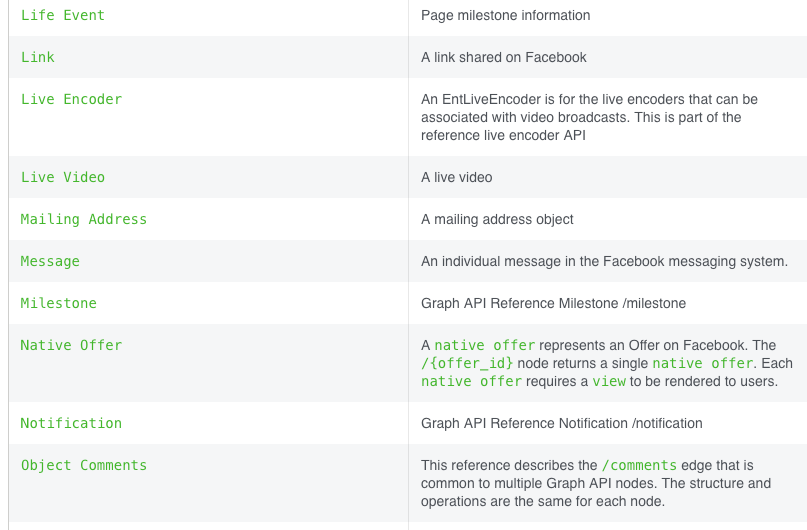 Life Event
Page milestone information
Link
A link shared on Facebook
Live Encoder
An EntLiveEncoder is for the live encoders that can be
associated with video broadcasts. This is part of the
reference live encoder API
Live Video
A live video
Mailing Address
A mailing address object
Message
An individual message in the Facebook messaging system.
Milestone
Graph API Reference Milestone /milestone
Native Offer
A native offer represents an Offer on Facebook. The
/{offer_id} node returns a single native offer. Each
native offer requires a view to be rendered to users.
Notification
Graph API Reference Notification /notification
Object Comments
This reference describes the /comments edge that is
common to multiple Graph API nodes. The structure and
operations are the same for each node.